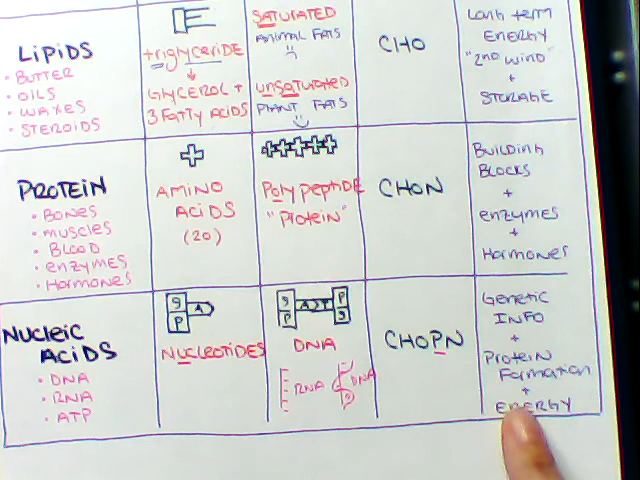 LiPiDS
• BUTTER
• OILS
• WAXES
• STEROIDS
triglyceriDE
↓
GLYCEROL +
3 FATTY ACIDS
SATURATED
ANIMAL FATS
unsaturated
PLANT FATS
CHO
Long term
ENERGY
"2nd WIND"
+
STORAGE
PROTEiN
• BONES
• muscles
• BLOOD
• enzymes
• HORMONES
AMINO
ACiDS
(20)
Polypeptide
"Protein"
CHON
Building
BLOCKS
+
enzymes
+
HORMONES
NUCLeiC
ACiDS
• DNA
• RNA
• ATP
S
P
A
NUCLeOTiDES
S
P
A T
P
S
DNA
RNA
DNA
CHOPN
Genetic
INFO
+
Protein
Formation
+
ENERGY